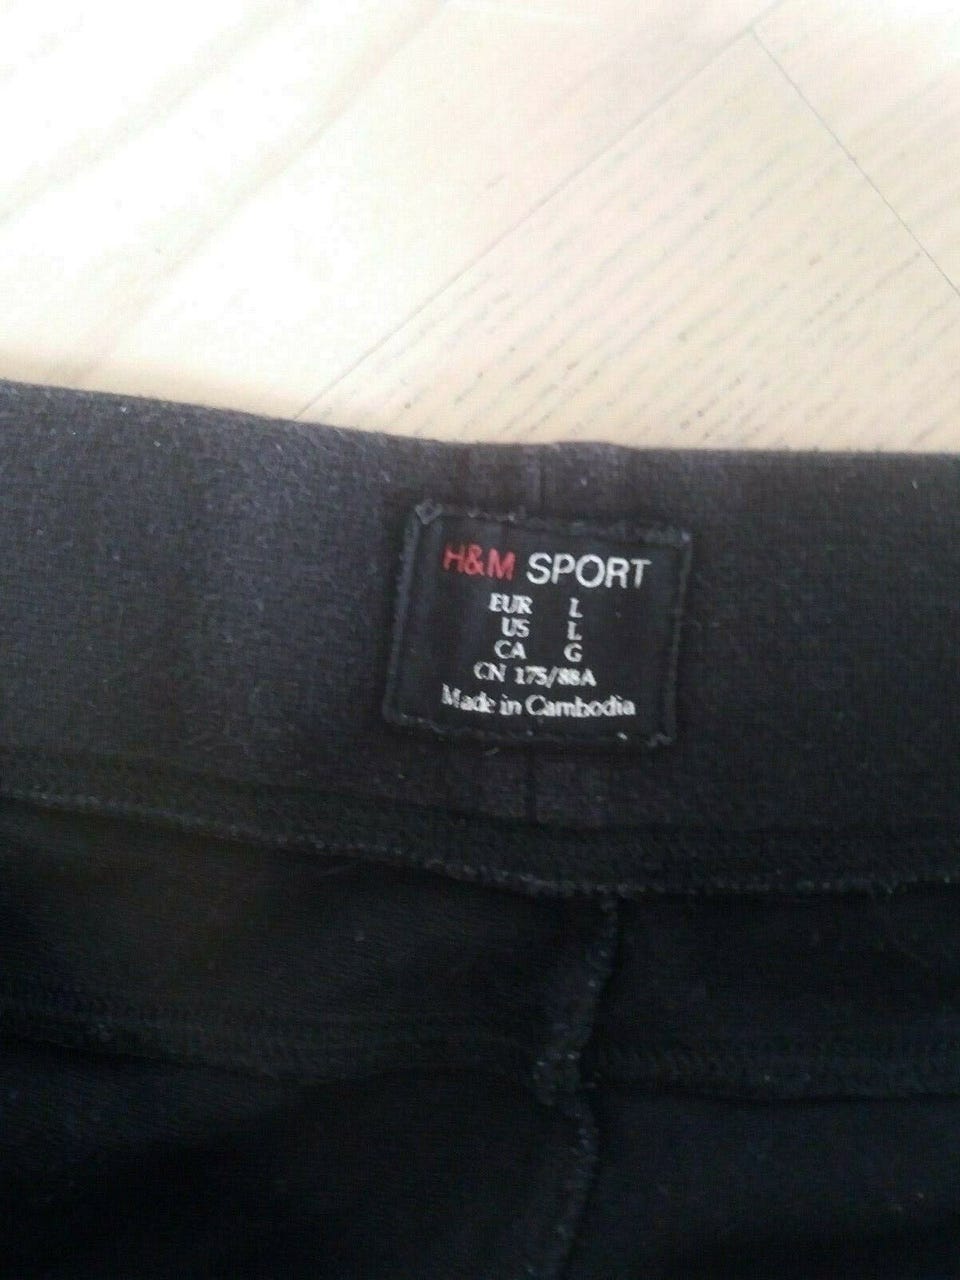 H&M SPORT
EUR L
US L
CA G
CN 175/88A
Made in Cambodia